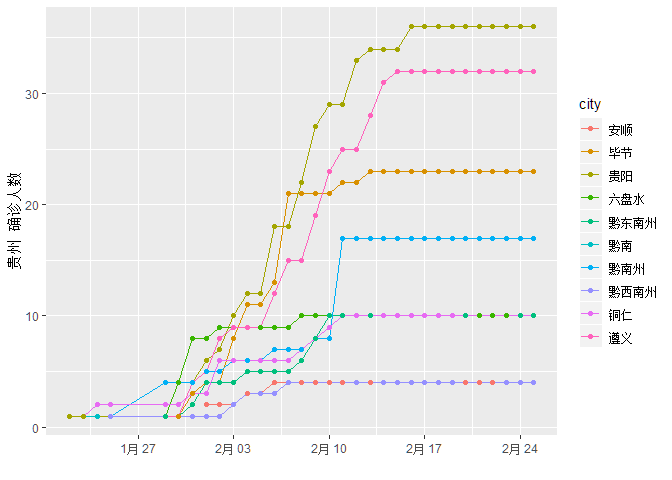 贵州 确诊人数
30
20
10
0
1月 27
2月 03
2月 10
2月 17
2月 24
city
安顺
毕节
贵阳
六盘水
黔东南州
黔南
黔南州
黔西南州
铜仁
遵义